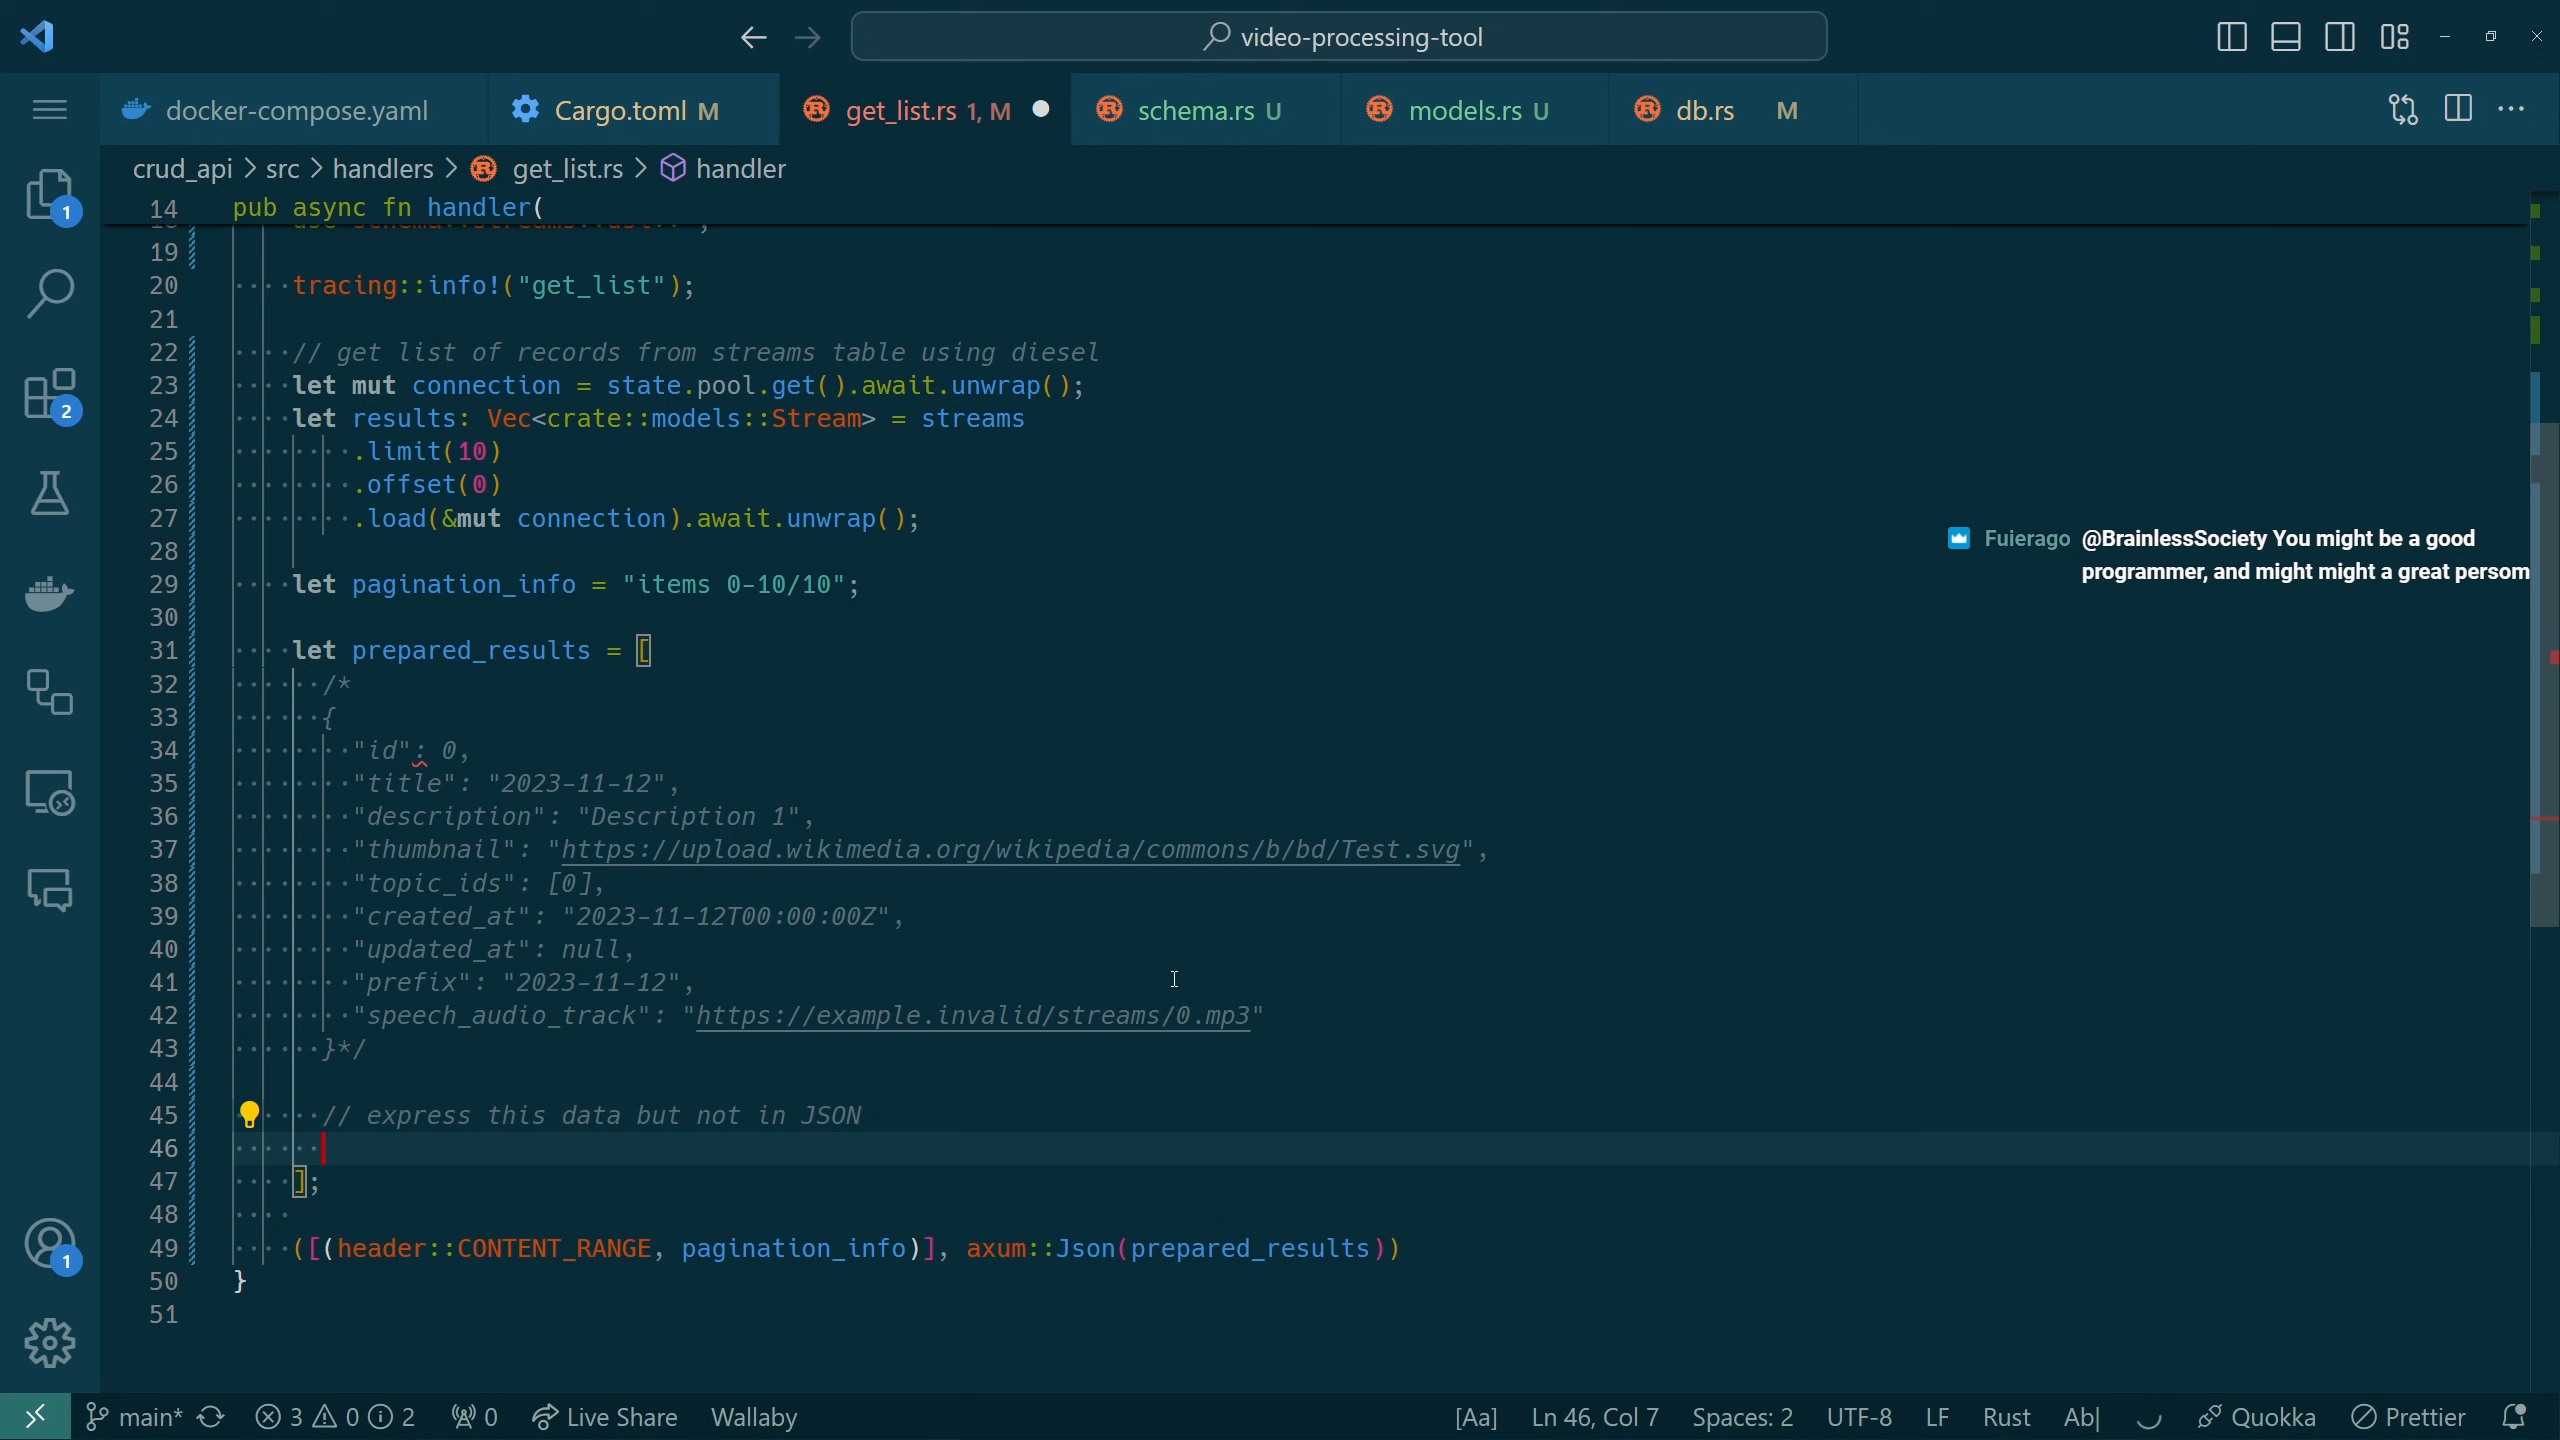 video-processing-tool
docker-compose.yaml
Cargo.toml M
get_list.rs 1, M
schema.rs U
models.rs U
db.rs M
crud_api > src > handlers > get_list.rs > handler
14 pub async fn handler(
19
20 tracing::info!("get_list");
21
22 // get list of records from streams table using diesel
23 let mut connection = state.pool.get().await.unwrap();
24 let results: Vec<crate::models::Stream> = streams
25 .limit(10)
26 .offset(0)
27 .load(&mut connection).await.unwrap();
28
29 let pagination_info = "items 0-10/10";
30
31 let prepared_results = [
32 /*
33 {
34 "id": 0,
35 "title": "2023-11-12",
36 "description": "Description 1",
37 "thumbnail": "https://upload.wikimedia.org/wikipedia/commons/b/bd/Test.svg",
38 "topic_ids": [0],
39 "created_at": "2023-11-12T00:00:00Z",
40 "updated_at": null,
41 "prefix": "2023-11-12",
42 "speech_audio_track": "https://example.invalid/streams/0.mp3"
43 }*/
44
45 // express this data but not in JSON
46
47 ];
48
49 ([(header::CONTENT_RANGE, pagination_info)], axum::Json(prepared_results))
50 }
51
Fuierago @BrainlessSociety You might be a good
programmer, and might might a great persom
1
2
1
main* 3 0 2 0 Live Share Wallaby [Aa] Ln 46, Col 7 Spaces: 2 UTF-8 LF Rust Ab| Quokka Prettier